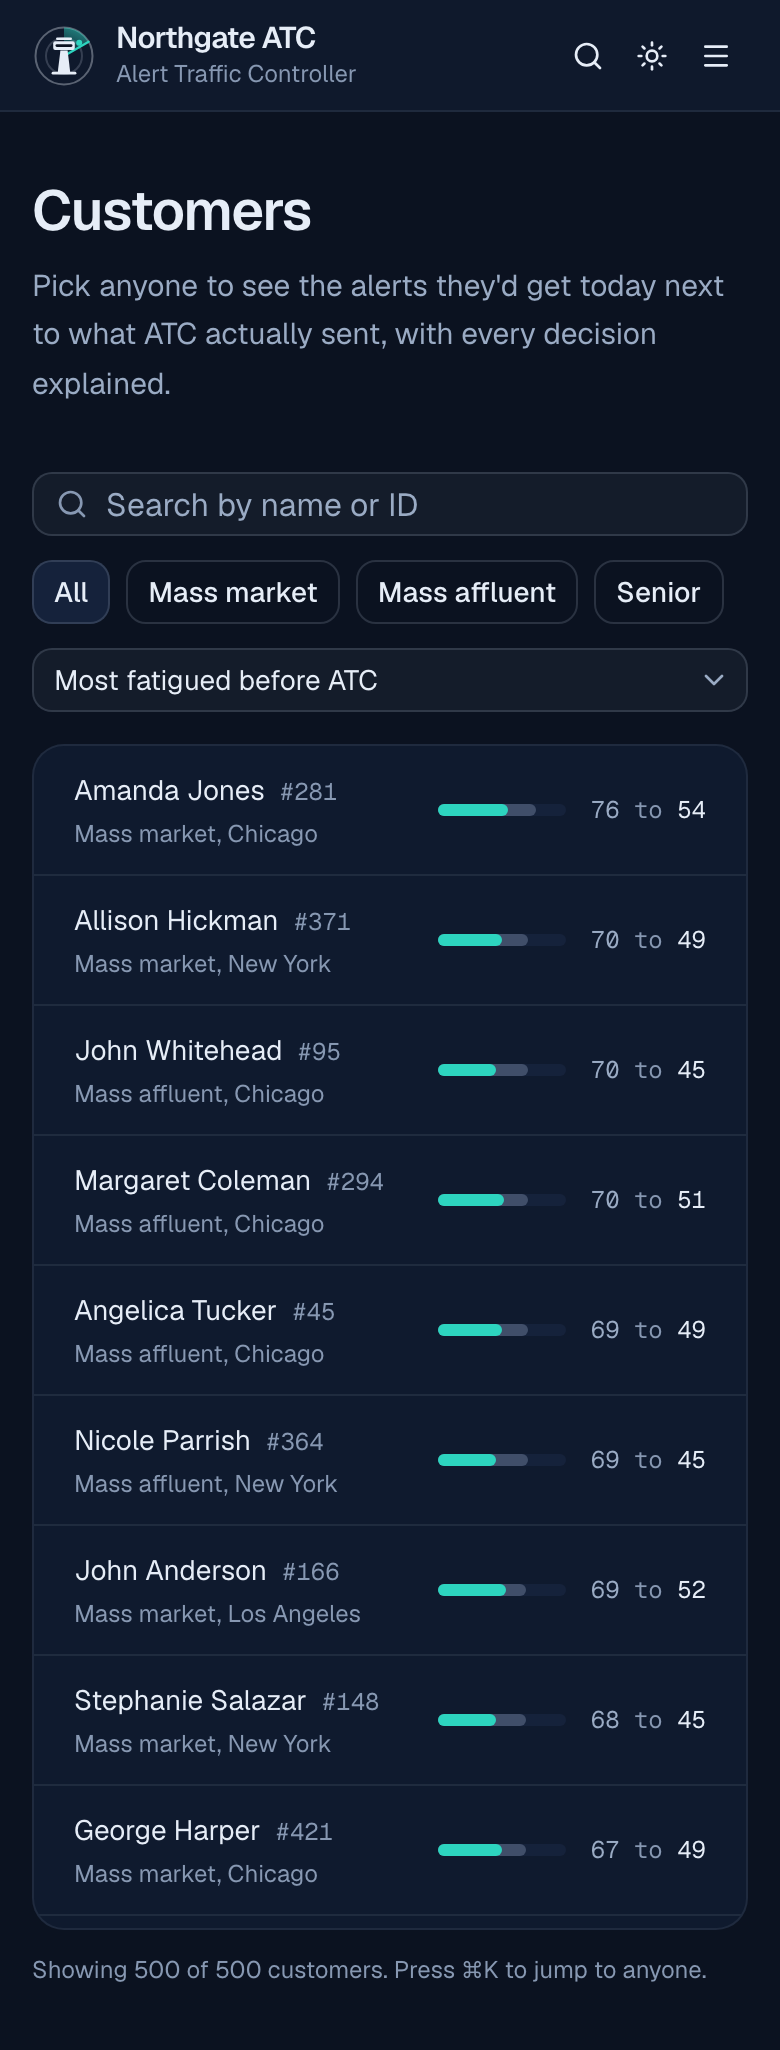 Northgate ATC
Alert Traffic Controller
Customers
Pick anyone to see the alerts they'd get today next
to what ATC actually sent, with every decision
explained.
Search by name or ID
All Mass market Mass affluent Senior
Most fatigued before ATC
Amanda Jones #281
Mass market, Chicago
76 to 54
Allison Hickman #371
Mass market, New York
70 to 49
John Whitehead #95
Mass affluent, Chicago
70 to 45
Margaret Coleman #294
Mass affluent, Chicago
70 to 51
Angelica Tucker #45
Mass affluent, Chicago
69 to 49
Nicole Parrish #364
Mass affluent, New York
69 to 45
John Anderson #166
Mass market, Los Angeles
69 to 52
Stephanie Salazar #148
Mass market, New York
68 to 45
George Harper #421
Mass market, Chicago
67 to 49
Showing 500 of 500 customers. Press ⌘K to jump to anyone.